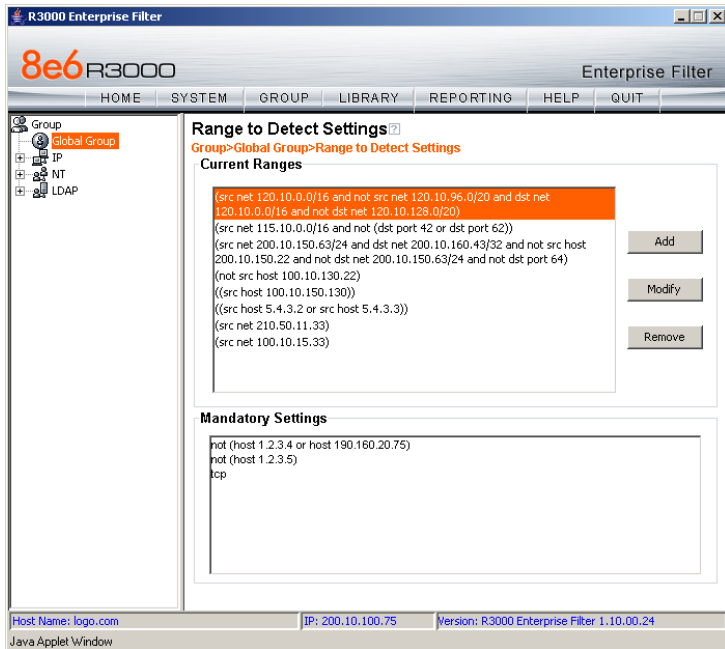 R3000 Enterprise Filter
8e6 R3000
Enterprise Filter
HOME SYSTEM GROUP LIBRARY REPORTING HELP QUIT
Group
Global Group
IP
NT
LDAP
Range to Detect Settings?
Group>Global Group>Range to Detect Settings
Current Ranges
(src net 120.10.0.0/16 and not src net 120.10.96.0/20 and dst net
120.10.0.0/16 and not dst net 120.10.128.0/20)
(src net 115.10.0.0/16 and not (dst port 42 or dst port 62))
(src net 200.10.150.63/24 and dst net 200.10.160.43/32 and not src host
200.10.150.22 and not dst net 200.10.150.63/24 and not dst port 64)
(not src host 100.10.130.22)
((src host 100.10.150.130))
((src host 5.4.3.2 or src host 5.4.3.3))
(src net 210.50.11.33)
(src net 100.10.15.33)
Add
Modify
Remove
Mandatory Settings
not (host 1.2.3.4 or host 190.160.20.75)
not (host 1.2.3.5)
tcp
Host Name: logo.com IP: 200.10.100.75 Version: R3000 Enterprise Filter 1.10.00.24
Java Applet Window